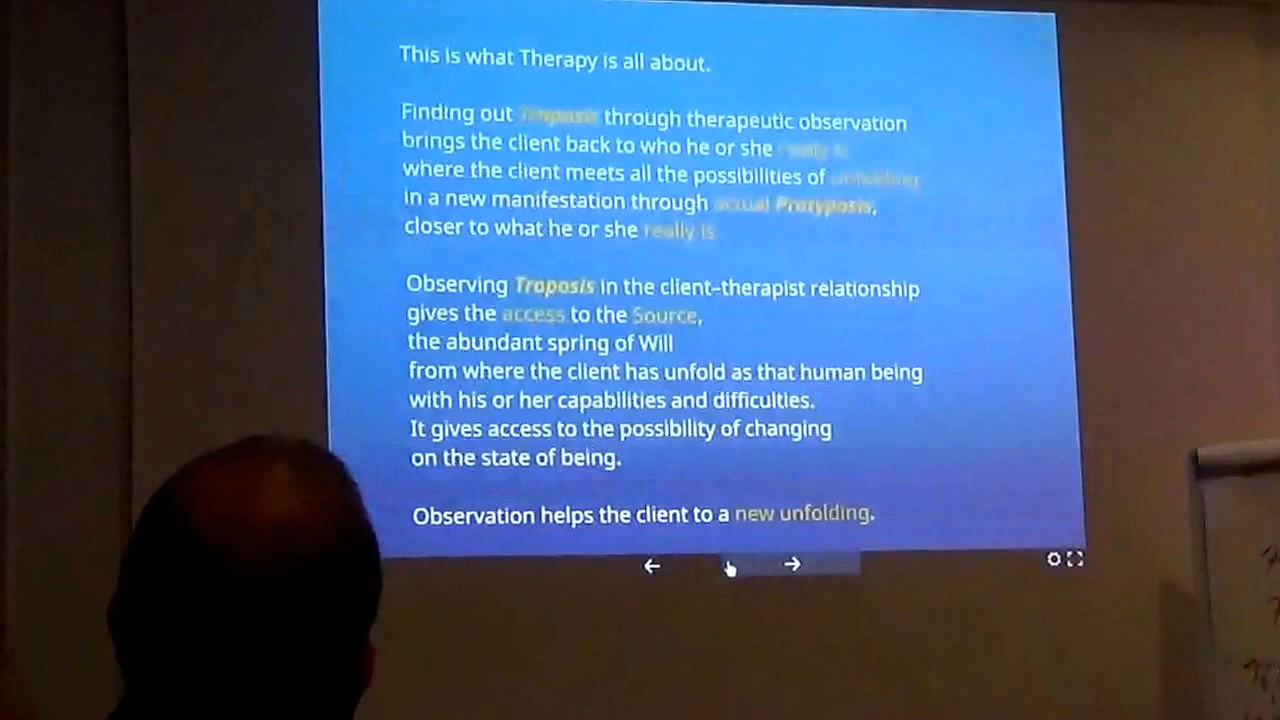 This is what Therapy is all about.
Finding out through therapeutic observation
brings the client back to who he or she really is
where the client meets all the possibilities of unfolding
in a new manifestation through actual Protyposis,
closer to what he or she really is
Observing Troposis in the client–therapist relationship
gives the access to the Source,
the abundant spring of Will
from where the client has unfold as that human being
with his or her capabilities and difficulties.
It gives access to the possibility of changing
on the state of being.
Observation helps the client to a new unfolding.